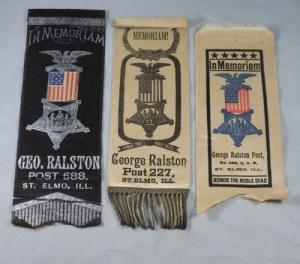 In Memoriam
GEO. RALSTON
POST 688,
ST. ELMO, ILL.
MEMORIAM!
George Ralston
Post 227,
ST. ELMO, ILL.
In Memoriam
George Ralston Post,
ST. ELMO, ILL.
HONOR THE NOBLE DEAD